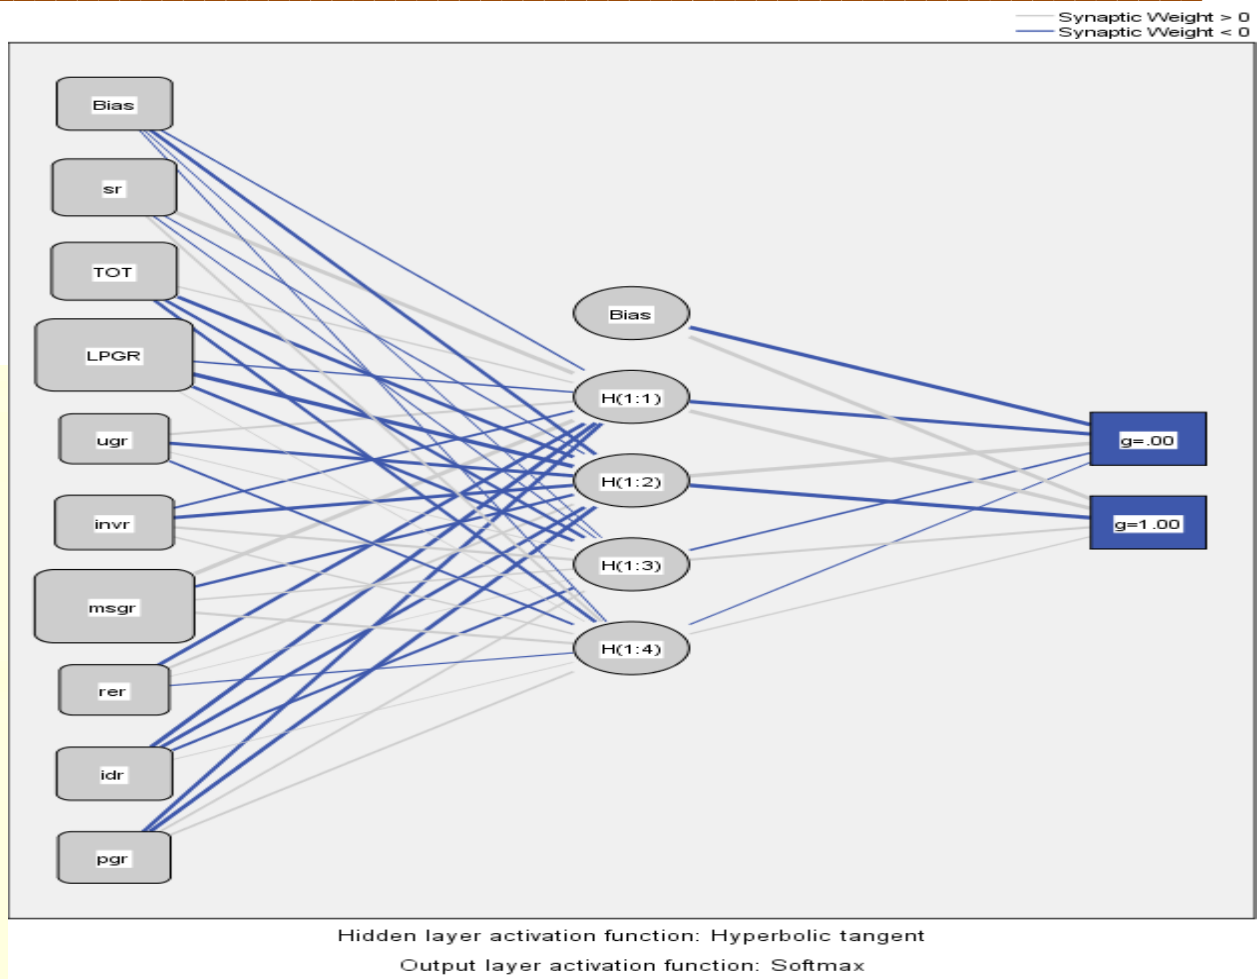 Synaptic Weight > 0
Synaptic Weight < 0
Bias
sr
TOT
LPGR
ugr
invr
msgr
rer
idr
pgr
Bias
H(1:1)
H(1:2)
H(1:3)
H(1:4)
g=.00
g=1.00
Hidden layer activation function: Hyperbolic tangent
Output layer activation function: Softmax